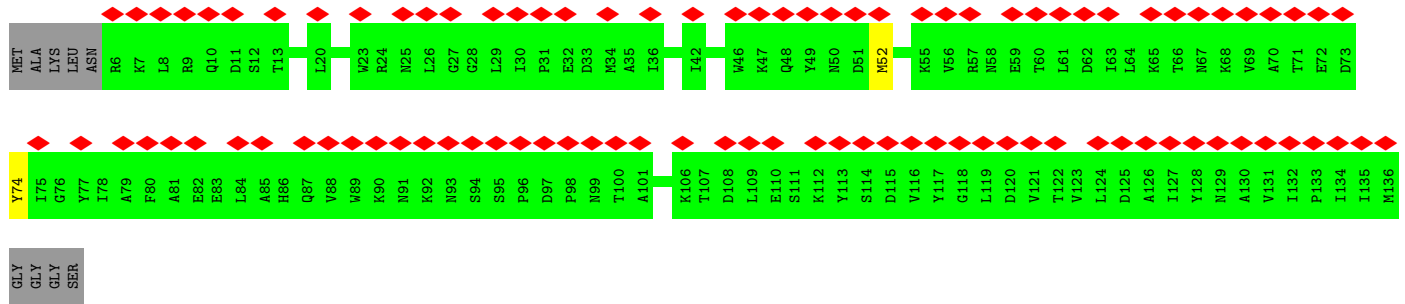 MET ALA LYS LEU ASN R6 K7 L8 R9 Q10 D11 S12 T13 L20 W23 R24 N25 L26 G27 G28 L29 I30 P31 E32 D33 M34 A35 I36 I42 W46 K47 Q48 Y49 N50 D51 M52 K55 V56 R57 N58 E59 T60 L61 D62 I63 L64 K65 T66 N67 K68 V69 A70 T71 E72 D73
Y74 I75 G76 Y77 I78 A79 F80 A81 E82 E83 L84 A85 H86 Q87 V88 W89 K90 N91 K92 N93 S94 S95 P96 D97 P98 N99 T100 A101 K106 T107 D108 L109 E110 S111 K112 Y113 S114 D115 V116 Y117 G118 L119 D120 V121 T122 V123 L124 D125 A126 I127 Y128 N129 A130 V131 I132 P133 I134 I135 M136
GLY GLY GLY SER